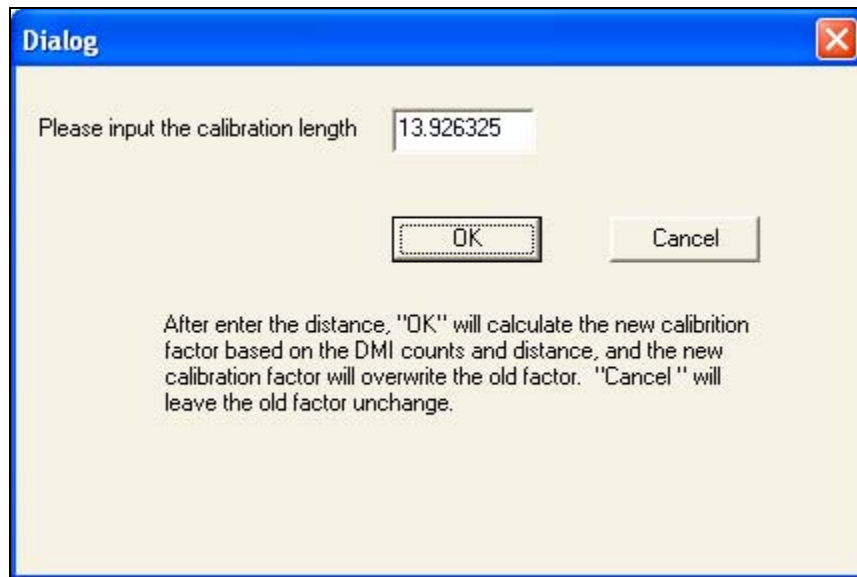 Dialog
Please input the calibration length 13.926325
OK Cancel
After enter the distance, "OK" will calculate the new calibrition
factor based on the DMI counts and distance, and the new
calibration factor will overwrite the old factor. "Cancel " will
leave the old factor unchange.